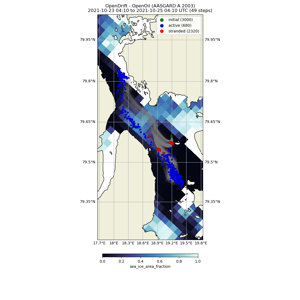 OpenDrift - OpenOil (AASGARD A 2003)
2021-10-23 04:10 to 2021-10-25 04:10 UTC (49 steps)
initial (3000)
active (680)
stranded (2320)
79.95°N 79.95°N
79.8°N 79.8°N
79.65°N 79.65°N
79.5°N 79.5°N
79.35°N 79.35°N
17.7°E 18°E 18.3°E 18.6°E 18.9°E 19.2°E 19.5°E 19.8°E
0.0 0.2 0.4 0.6 0.8 1.0
sea_ice_area_fraction